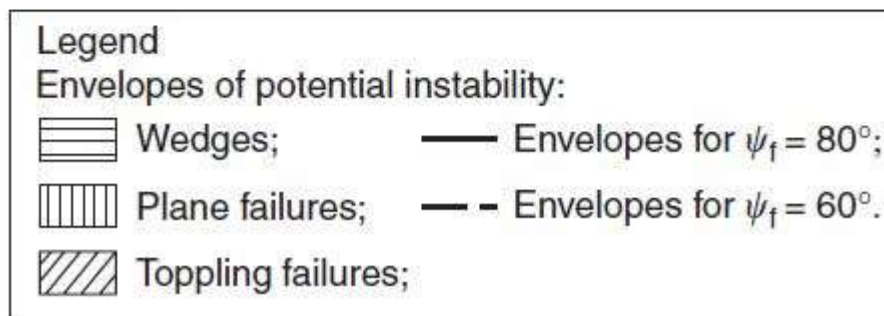 Legend
Envelopes of potential instability:
Wedges; Envelopes for ψf = 80°;
Plane failures; Envelopes for ψf = 60°.
Toppling failures;